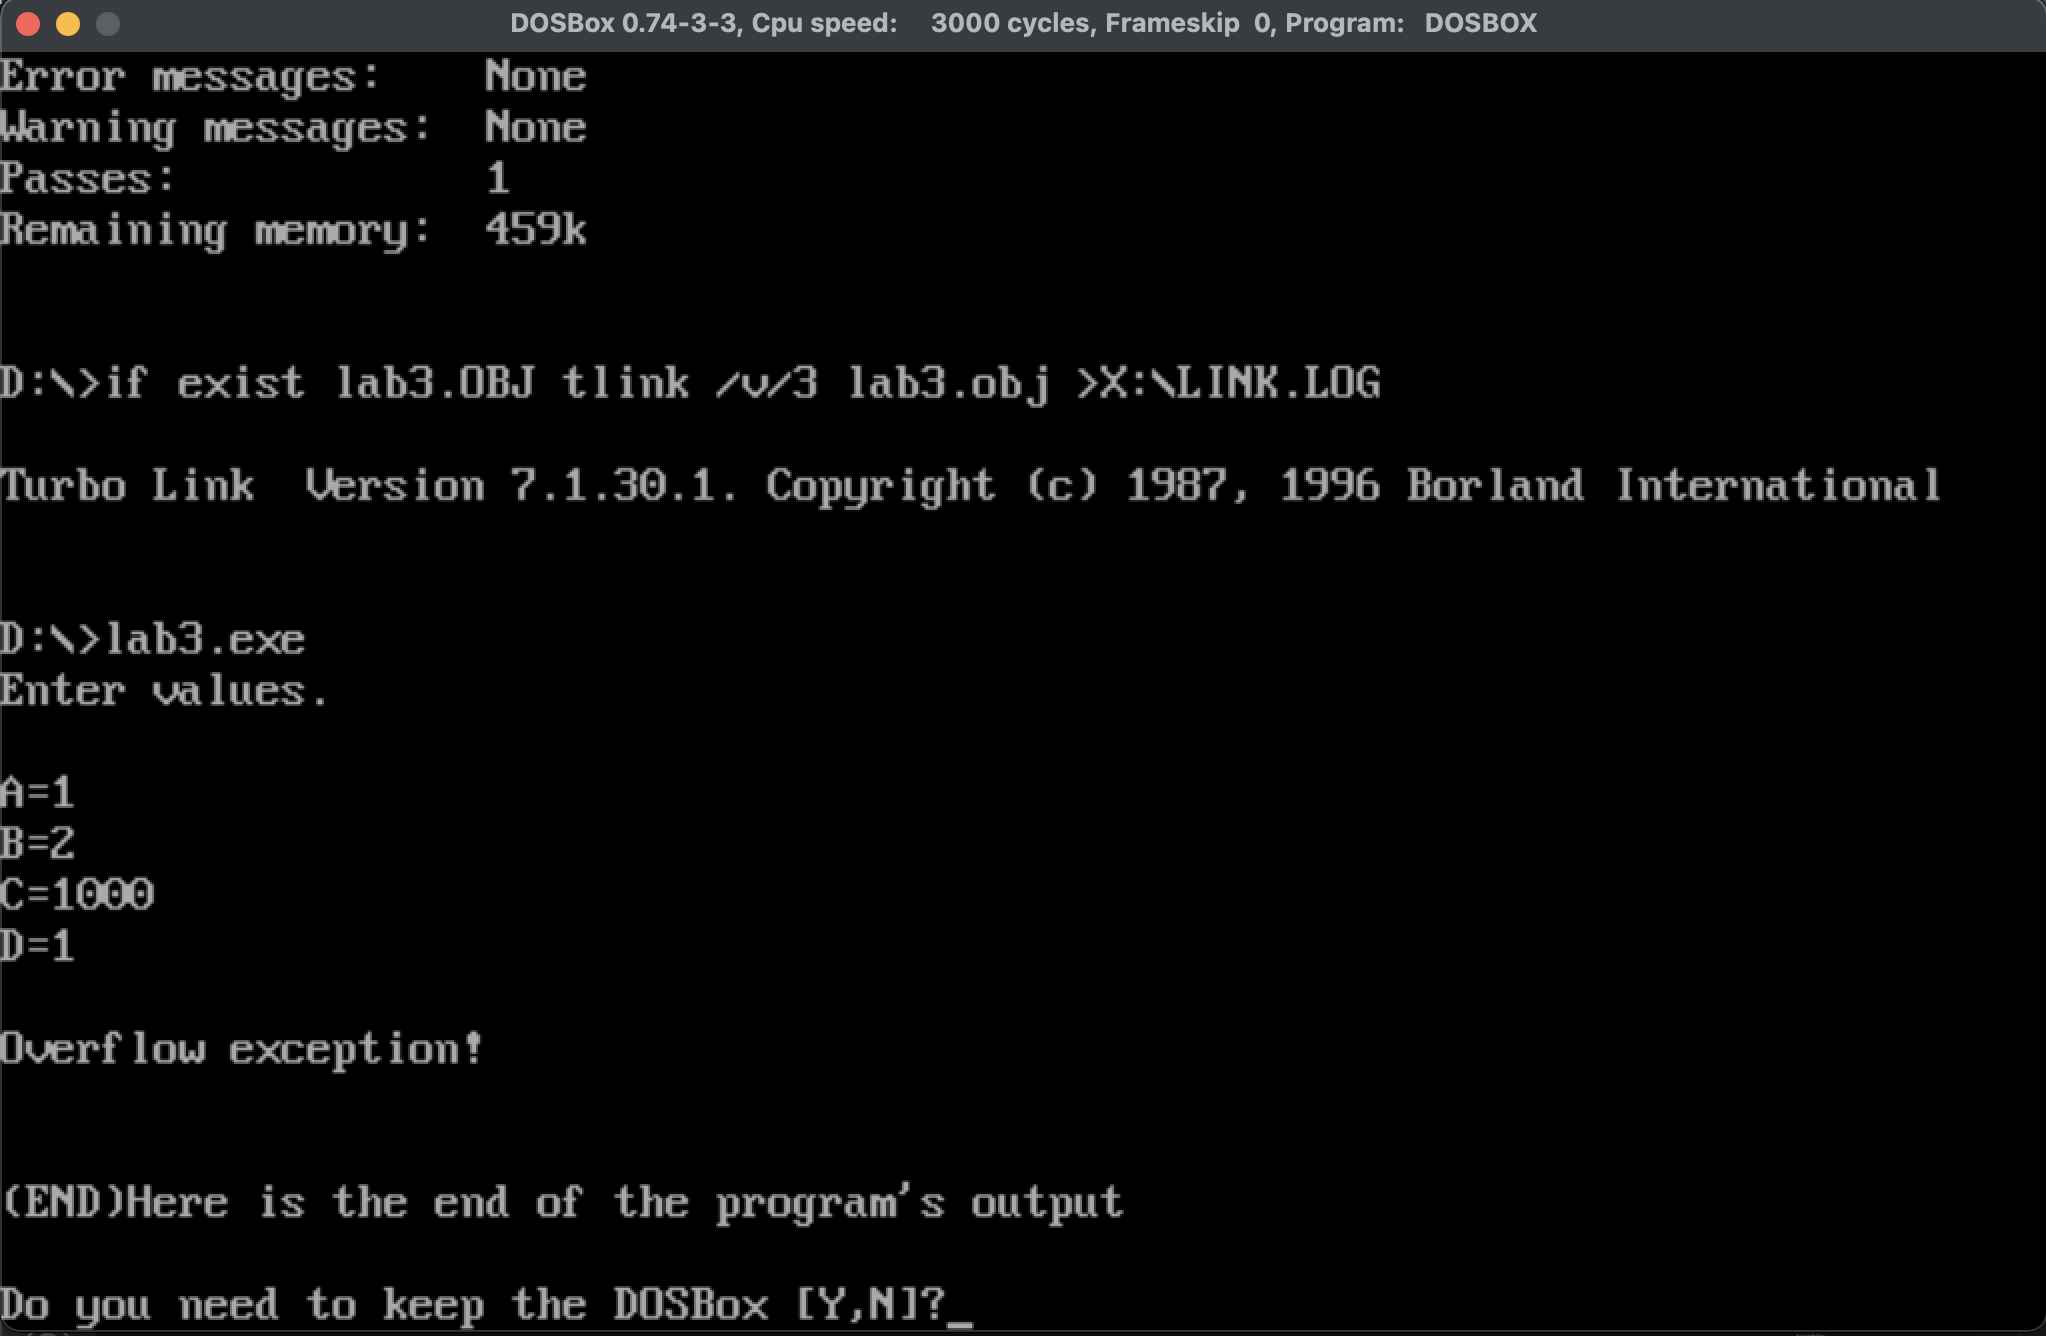 DOSBox 0.74-3-3, Cpu speed: 3000 cycles, Frameskip 0, Program: DOSBOX
Error messages: None
Warning messages: None
Passes: 1
Remaining memory: 459k
D:\>if exist lab3.OBJ tlink /v/3 lab3.obj >X:\LINK.LOG
Turbo Link Version 7.1.30.1. Copyright (c) 1987, 1996 Borland International
D:\>lab3.exe
Enter values.
A=1
B=2
C=1000
D=1
Overflow exception!
(END)Here is the end of the program's output
Do you need to keep the DOSBox [Y,N]?_